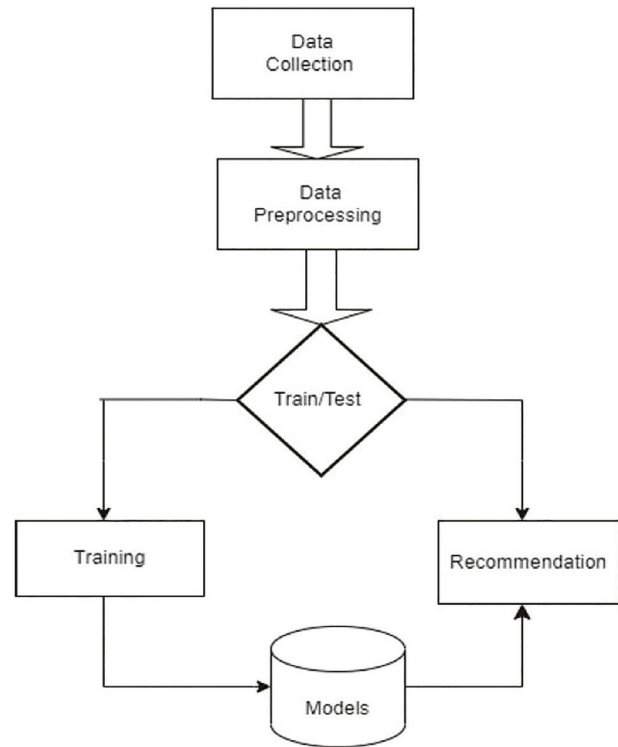 Data
Collection
Data
Preprocessing
Train/Test
Training
Recommendation
Models